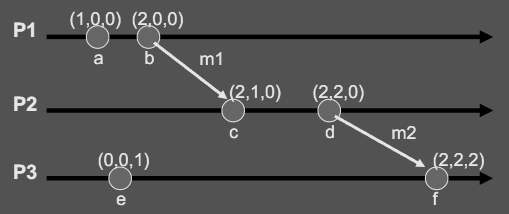 (1,0,0) (2,0,0)
P1
a b m1
(2,1,0) (2,2,0)
P2
c d m2
(0,0,1) (2,2,2)
P3
e f